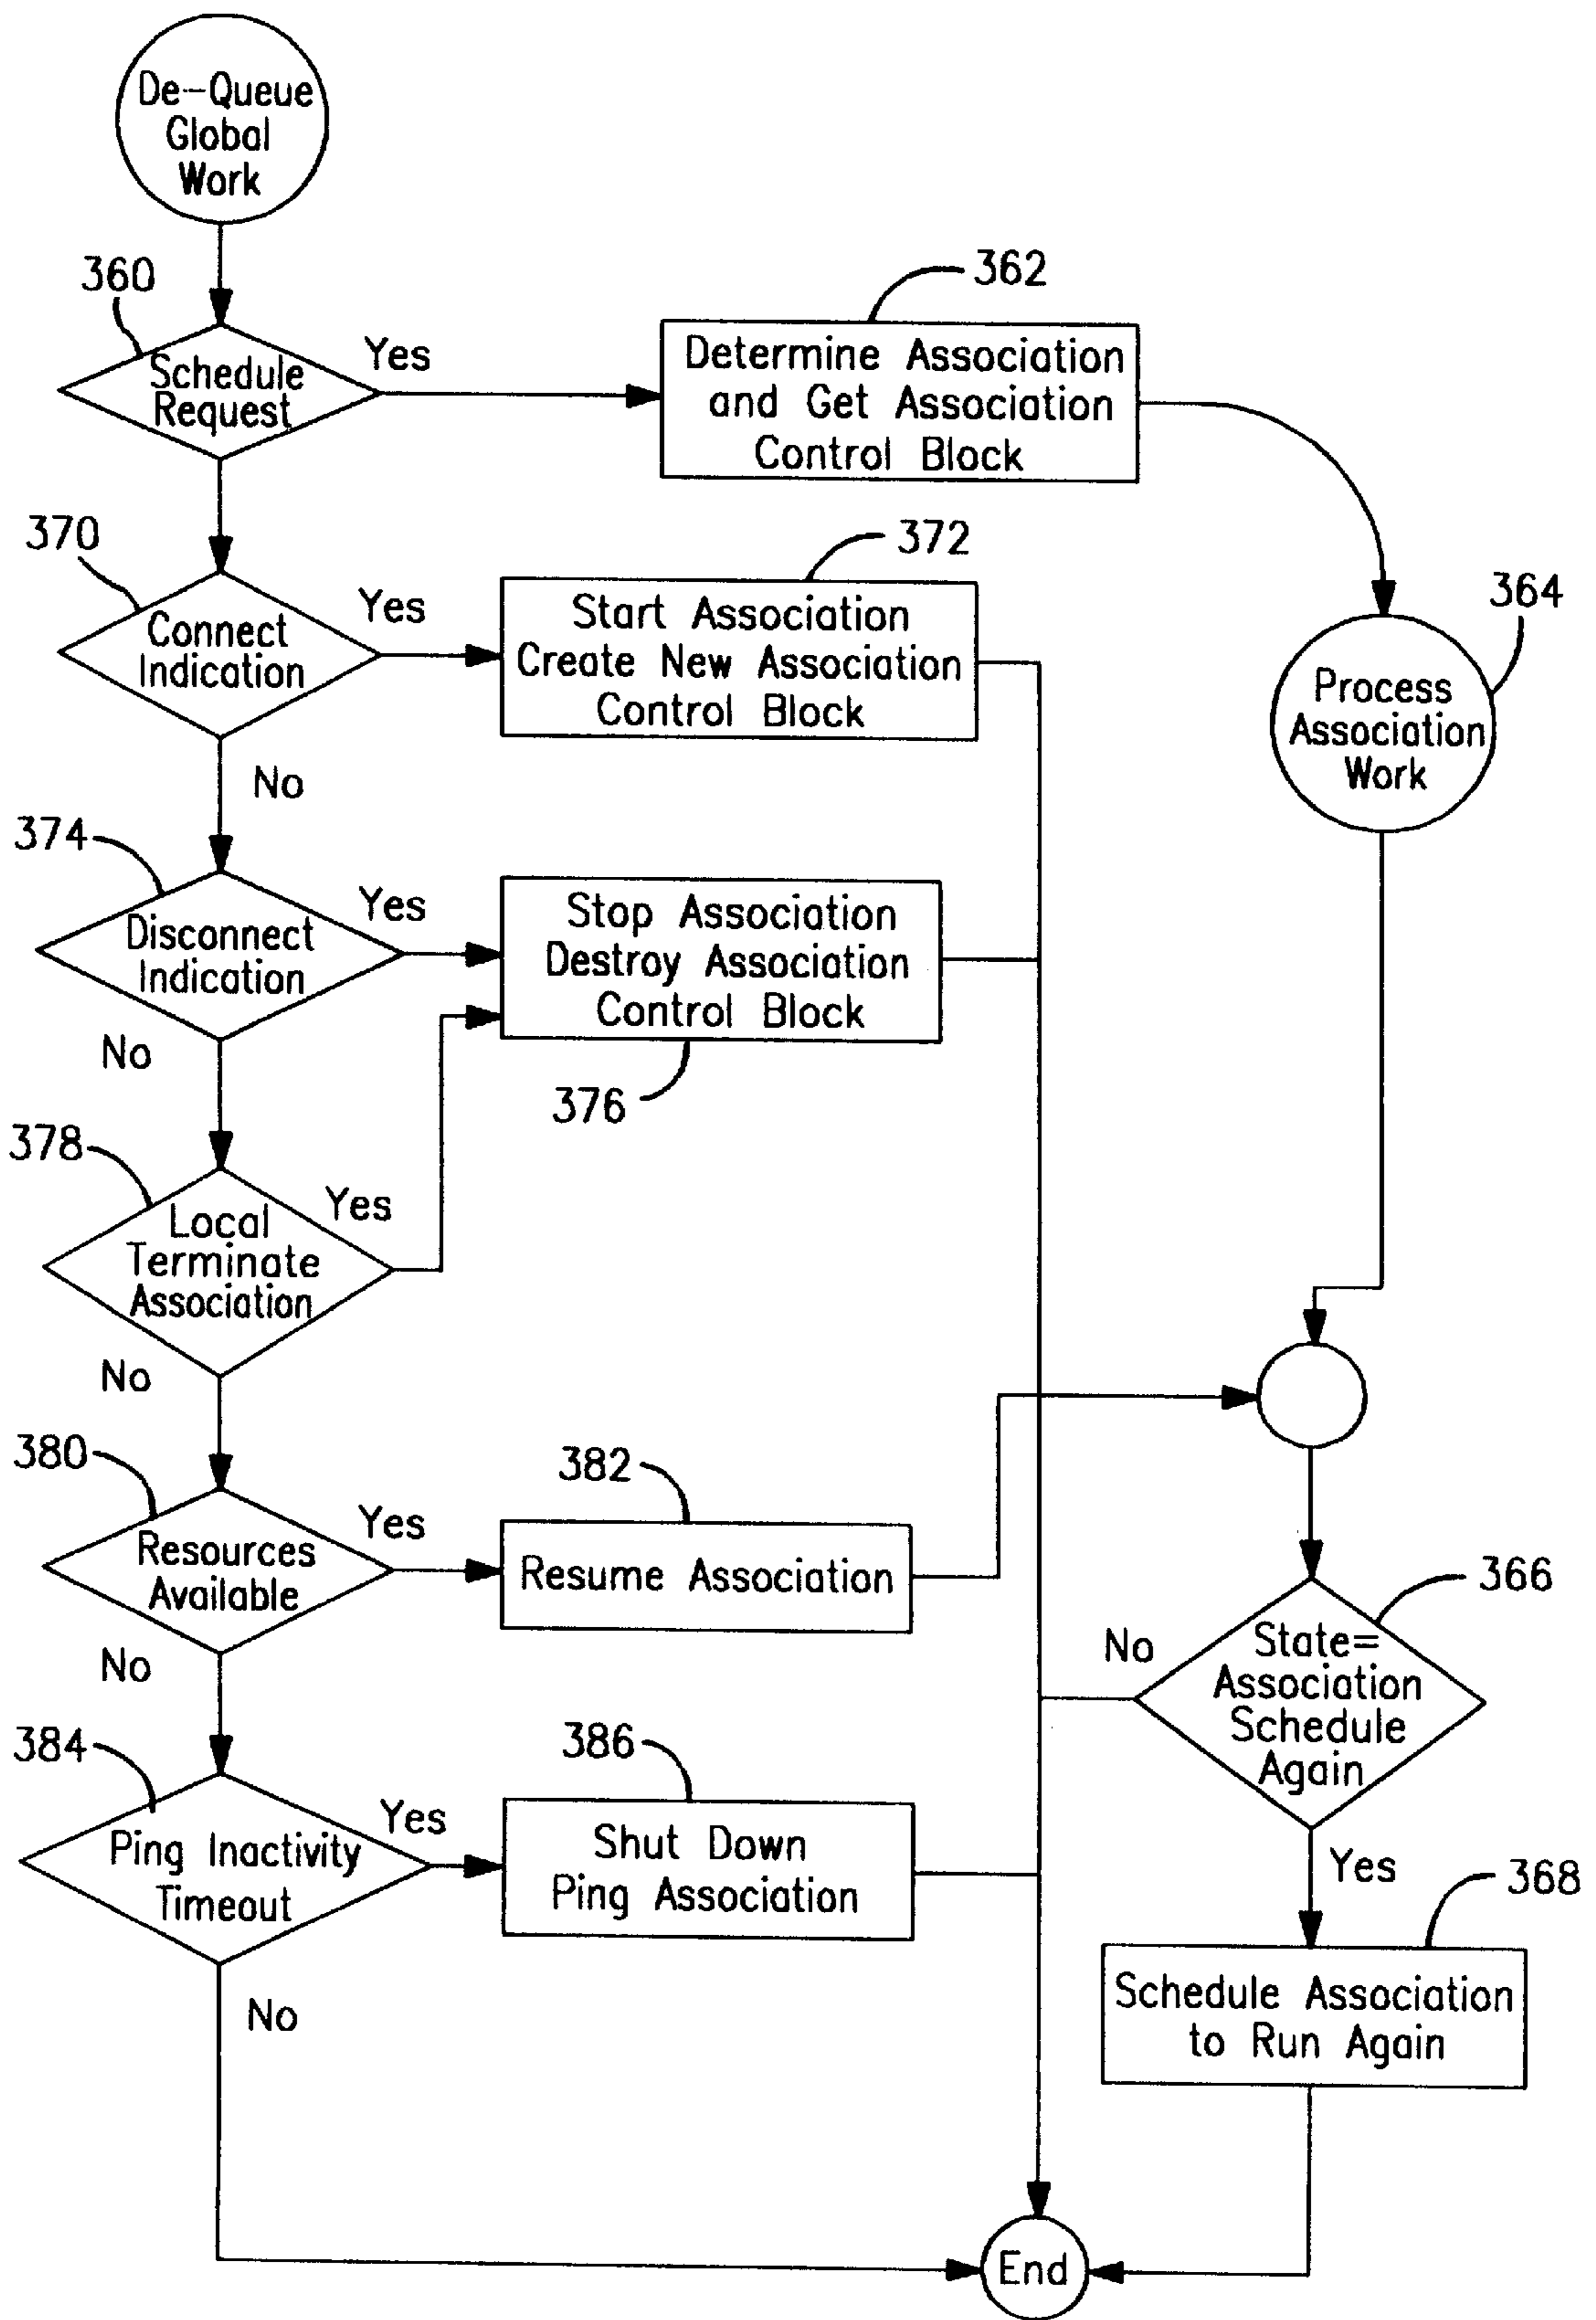 De-Queue
Global
Work
360
Schedule
Request
Yes
362
Determine Association
and Get Association
Control Block
370
Connect
Indication
Yes
372
Start Association
Create New Association
Control Block
364
Process
Association
Work
No
374
Disconnect
Indication
Yes
Stop Association
Destroy Association
Control Block
376
No
378
Local
Terminate
Association
Yes
No
380
Resources
Available
Yes
382
Resume Association
366
State=
Association
Schedule
Again
No
No
384
Ping Inactivity
Timeout
Yes
386
Shut Down
Ping Association
Yes
368
Schedule Association
to Run Again
No
End